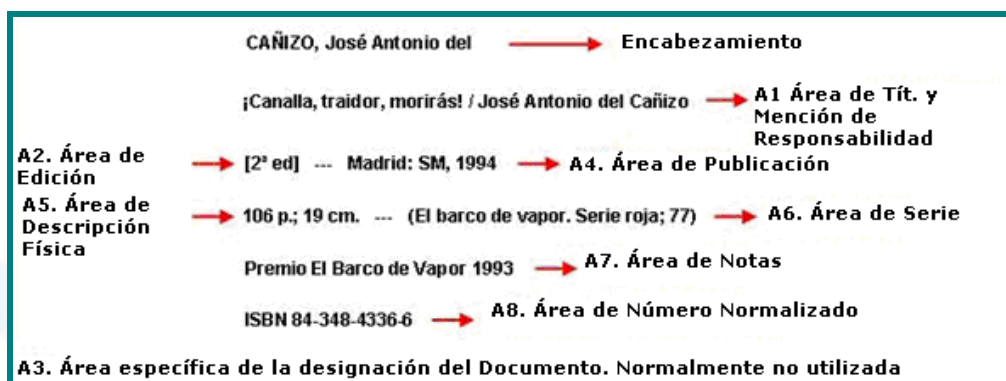 CAÑIZO, José Antonio del Encabezamiento
¡Canalla, traidor, morirás! / José Antonio del Cañizo A1 Área de Tít. y
Mención de
Responsabilidad
A2. Área de
Edición
[2ª ed] --- Madrid: SM, 1994 A4. Área de Publicación
A5. Área de
Descripción
Física
106 p.; 19 cm. --- (El barco de vapor. Serie roja; 77) A6. Área de Serie
Premio El Barco de Vapor 1993 A7. Área de Notas
ISBN 84-348-4336-6 A8. Área de Número Normalizado
A3. Área específica de la designación del Documento. Normalmente no utilizada